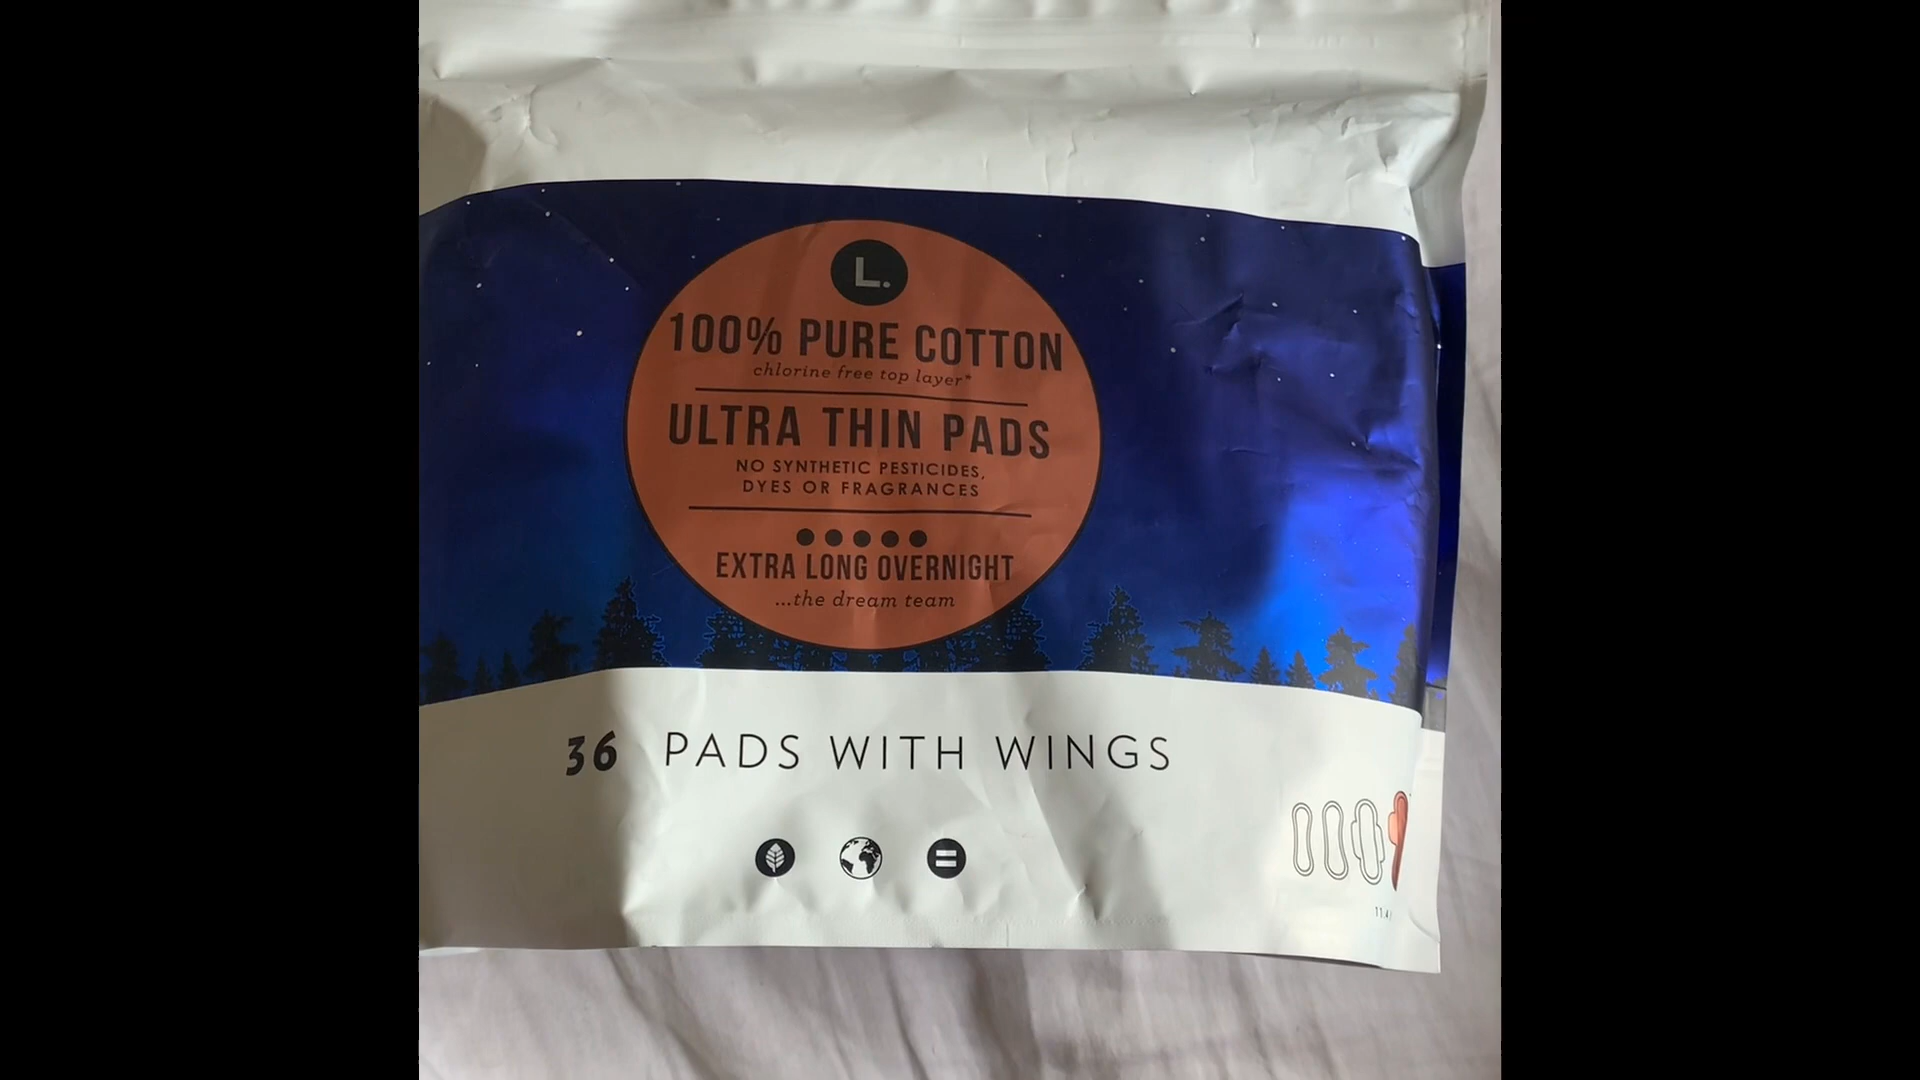 L.
100% PURE COTTON
chlorine free top layer*
ULTRA THIN PADS
NO SYNTHETIC PESTICIDES,
DYES OR FRAGRANCES
EXTRA LONG OVERNIGHT
...the dream team
36 PADS WITH WINGS